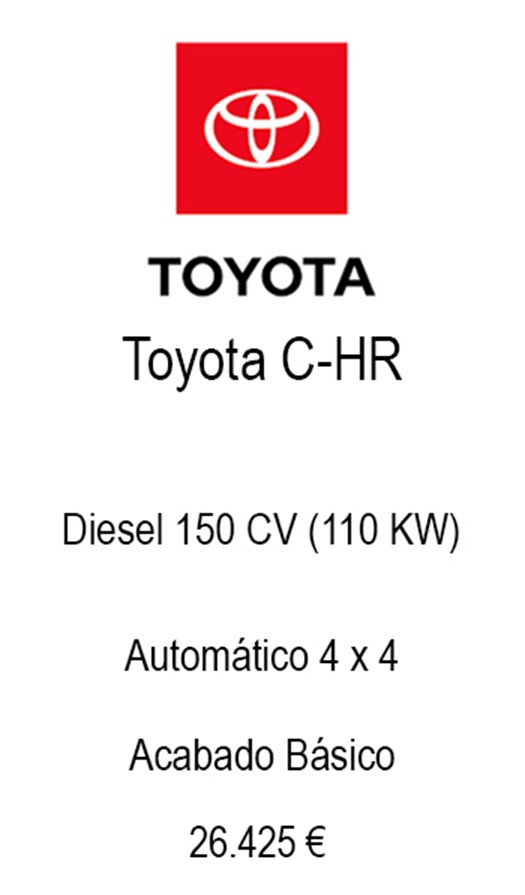 TOYOTA
Toyota C-HR
Diesel 150 CV (110 KW)
Automático 4 x 4
Acabado Básico
26.425 €